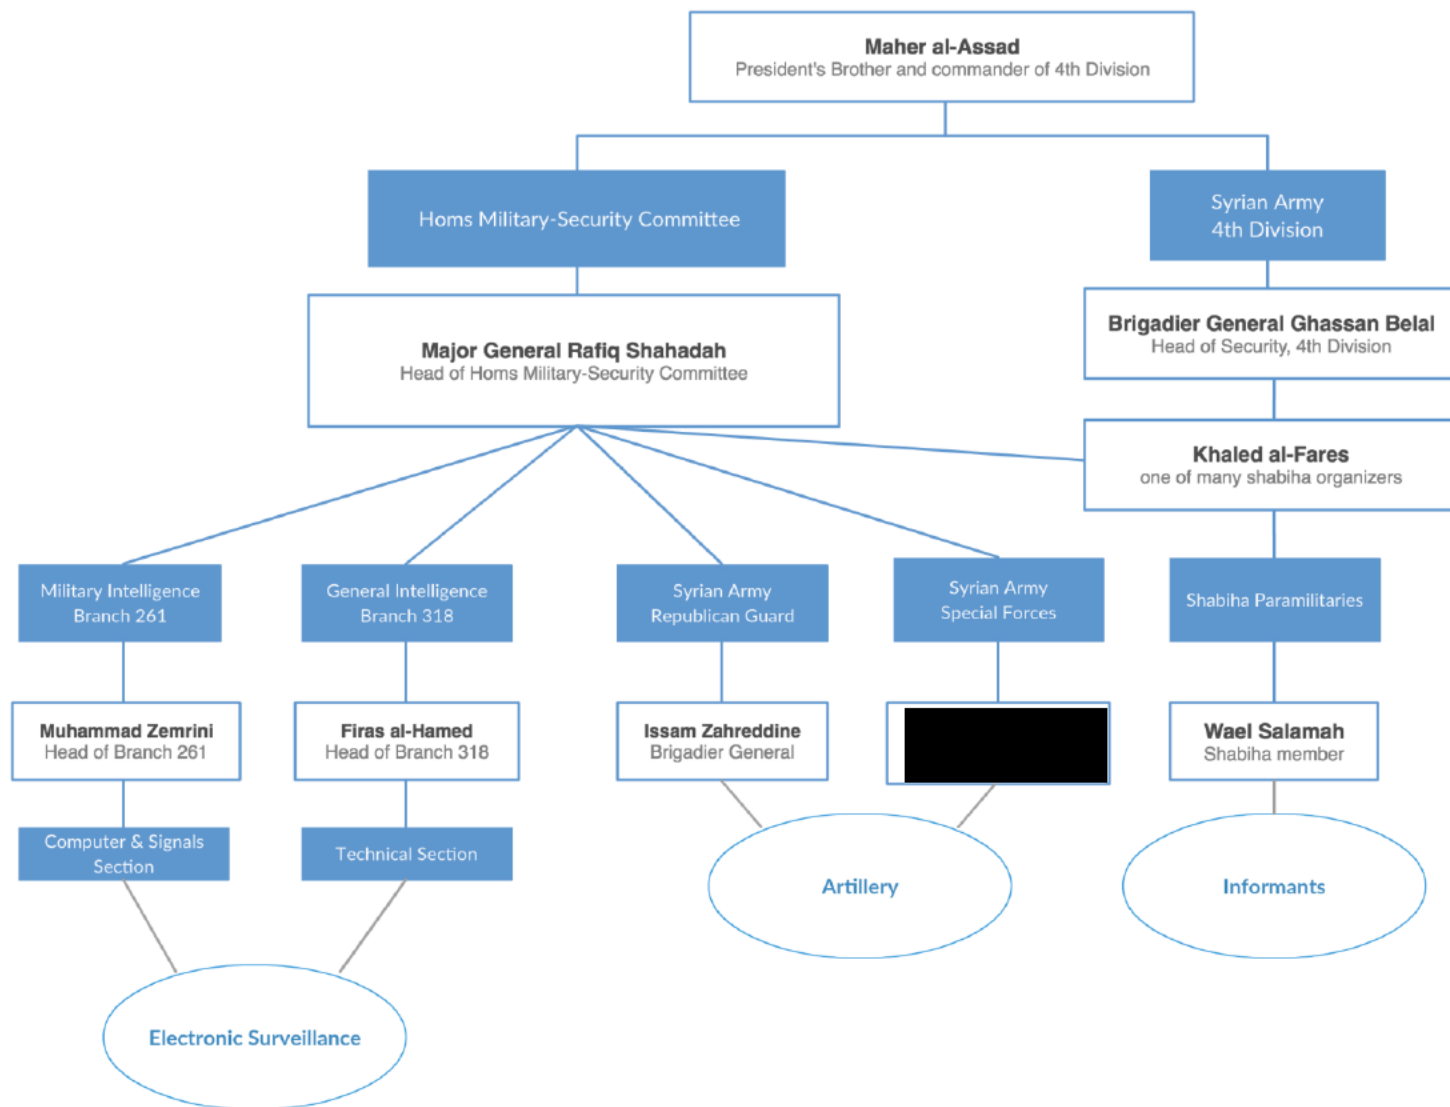 Maher al-Assad
President's Brother and commander of 4th Division
Homs Military-Security Committee
Syrian Army
4th Division
Major General Rafiq Shahadah
Head of Homs Military-Security Committee
Brigadier General Ghassan Belal
Head of Security, 4th Division
Khaled al-Fares
one of many shabiha organizers
Military Intelligence
Branch 261
General Intelligence
Branch 318
Syrian Army
Republican Guard
Syrian Army
Special Forces
Shabiha Paramilitaries
Muhammad Zemrini
Head of Branch 261
Firas al-Hamed
Head of Branch 318
Issam Zahreddine
Brigadier General
Wael Salamah
Shabiha member
Computer & Signals
Section
Technical Section
Artillery
Informants
Electronic Surveillance